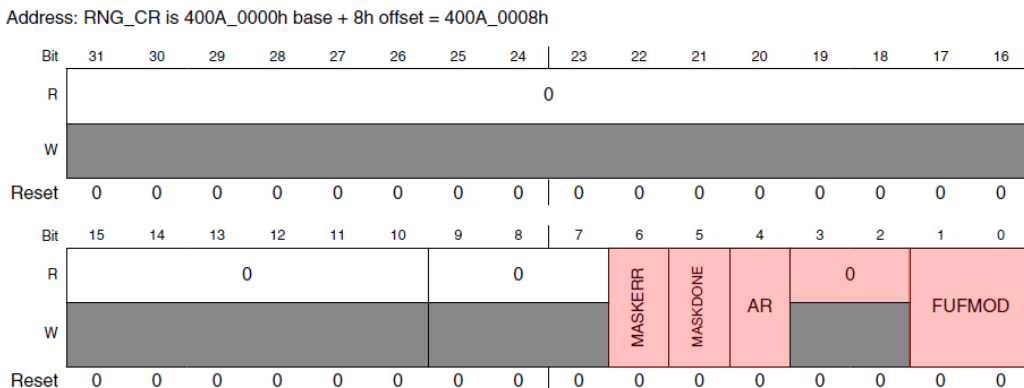 Address: RNG_CR is 400A_0000h base + 8h offset = 400A_0008h
Bit 31 30 29 28 27 26 25 24 23 22 21 20 19 18 17 16
R 0
W
Reset 0 0 0 0 0 0 0 0 0 0 0 0 0 0 0 0
Bit 15 14 13 12 11 10 9 8 7 6 5 4 3 2 1 0
R 0 0 MASKERR MASKDONE AR 0 FUFMOD
W
Reset 0 0 0 0 0 0 0 0 0 0 0 0 0 0 0 0